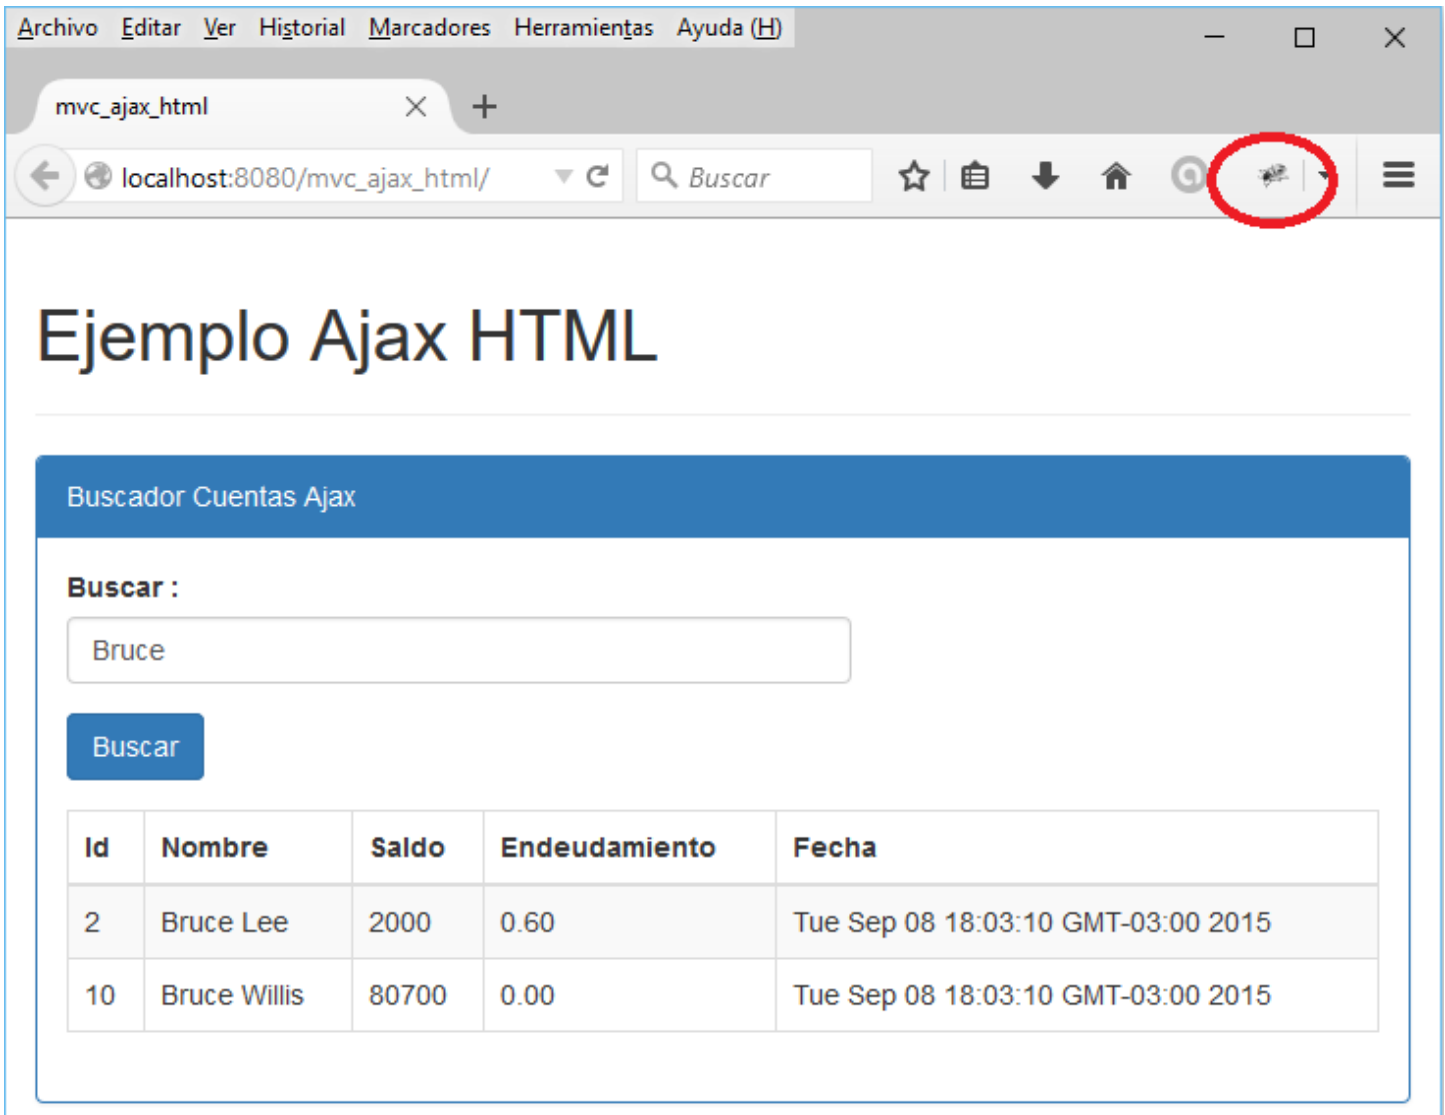 Archivo Editar Ver Historial Marcadores Herramientas Ayuda (H)
mvc_ajax_html
localhost:8080/mvc_ajax_html/ Buscar
Ejemplo Ajax HTML
Buscador Cuentas Ajax
Buscar :
Bruce
Buscar
Id Nombre Saldo Endeudamiento Fecha
2 Bruce Lee 2000 0.60 Tue Sep 08 18:03:10 GMT-03:00 2015
10 Bruce Willis 80700 0.00 Tue Sep 08 18:03:10 GMT-03:00 2015